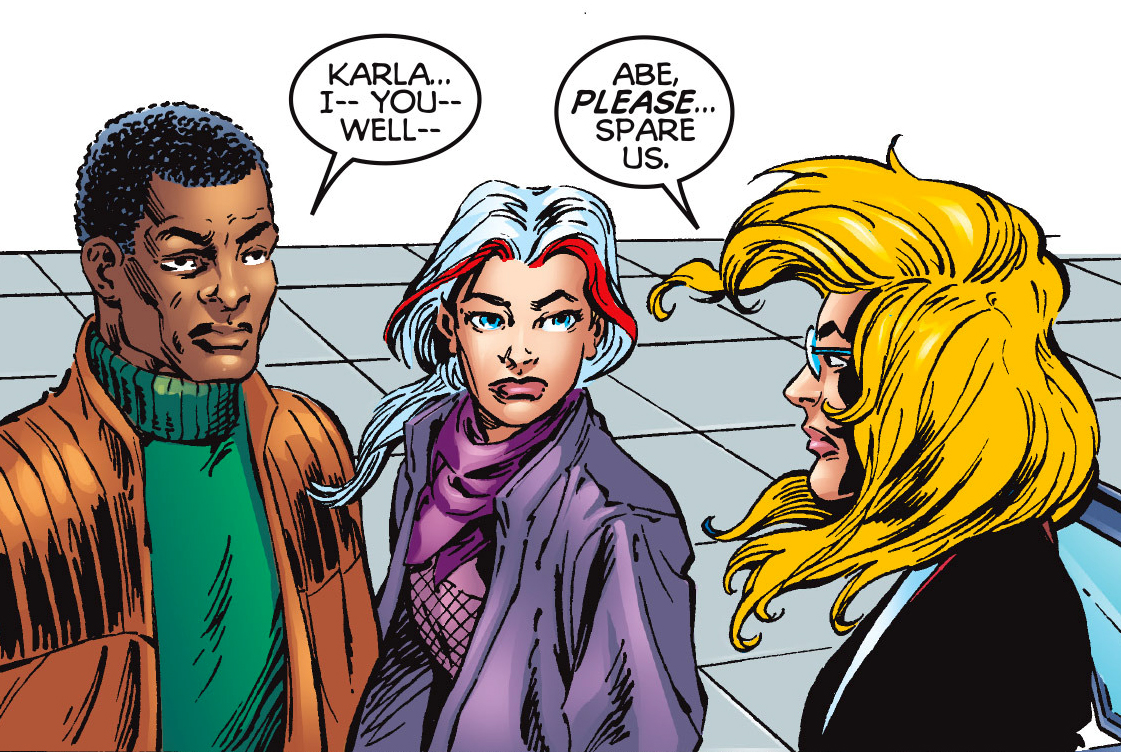 KARLA...
I-- YOU--
WELL--
ABE,
PLEASE...
SPARE
US.